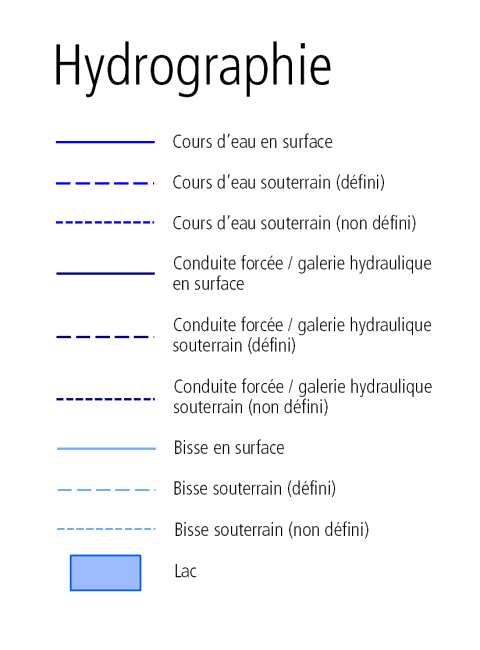 Hydrographie
Cours d'eau en surface
Cours d'eau souterrain (défini)
Cours d'eau souterrain (non défini)
Conduite forcée / galerie hydraulique
en surface
Conduite forcée / galerie hydraulique
souterrain (défini)
Conduite forcée / galerie hydraulique
souterrain (non défini)
Bisse en surface
Bisse souterrain (défini)
Bisse souterrain (non défini)
Lac